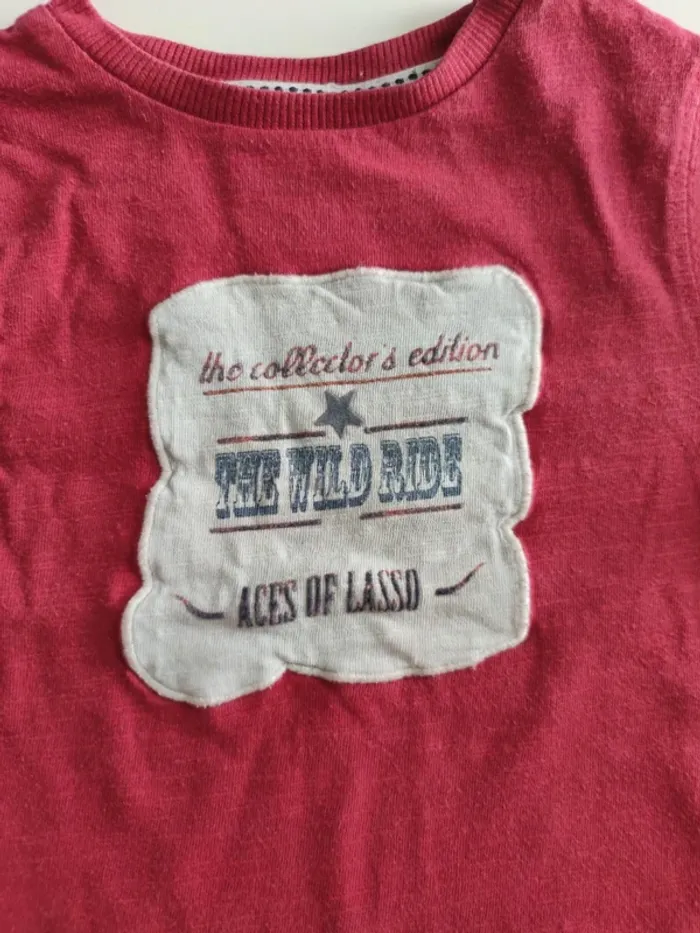 the collector's edition
THE WILD RIDE
ACES OF LASSO